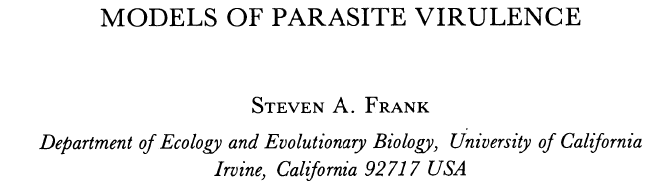 MODELS OF PARASITE VIRULENCE
STEVEN A. FRANK
Department of Ecology and Evolutionary Biology, University of California
Irvine, California 92717 USA